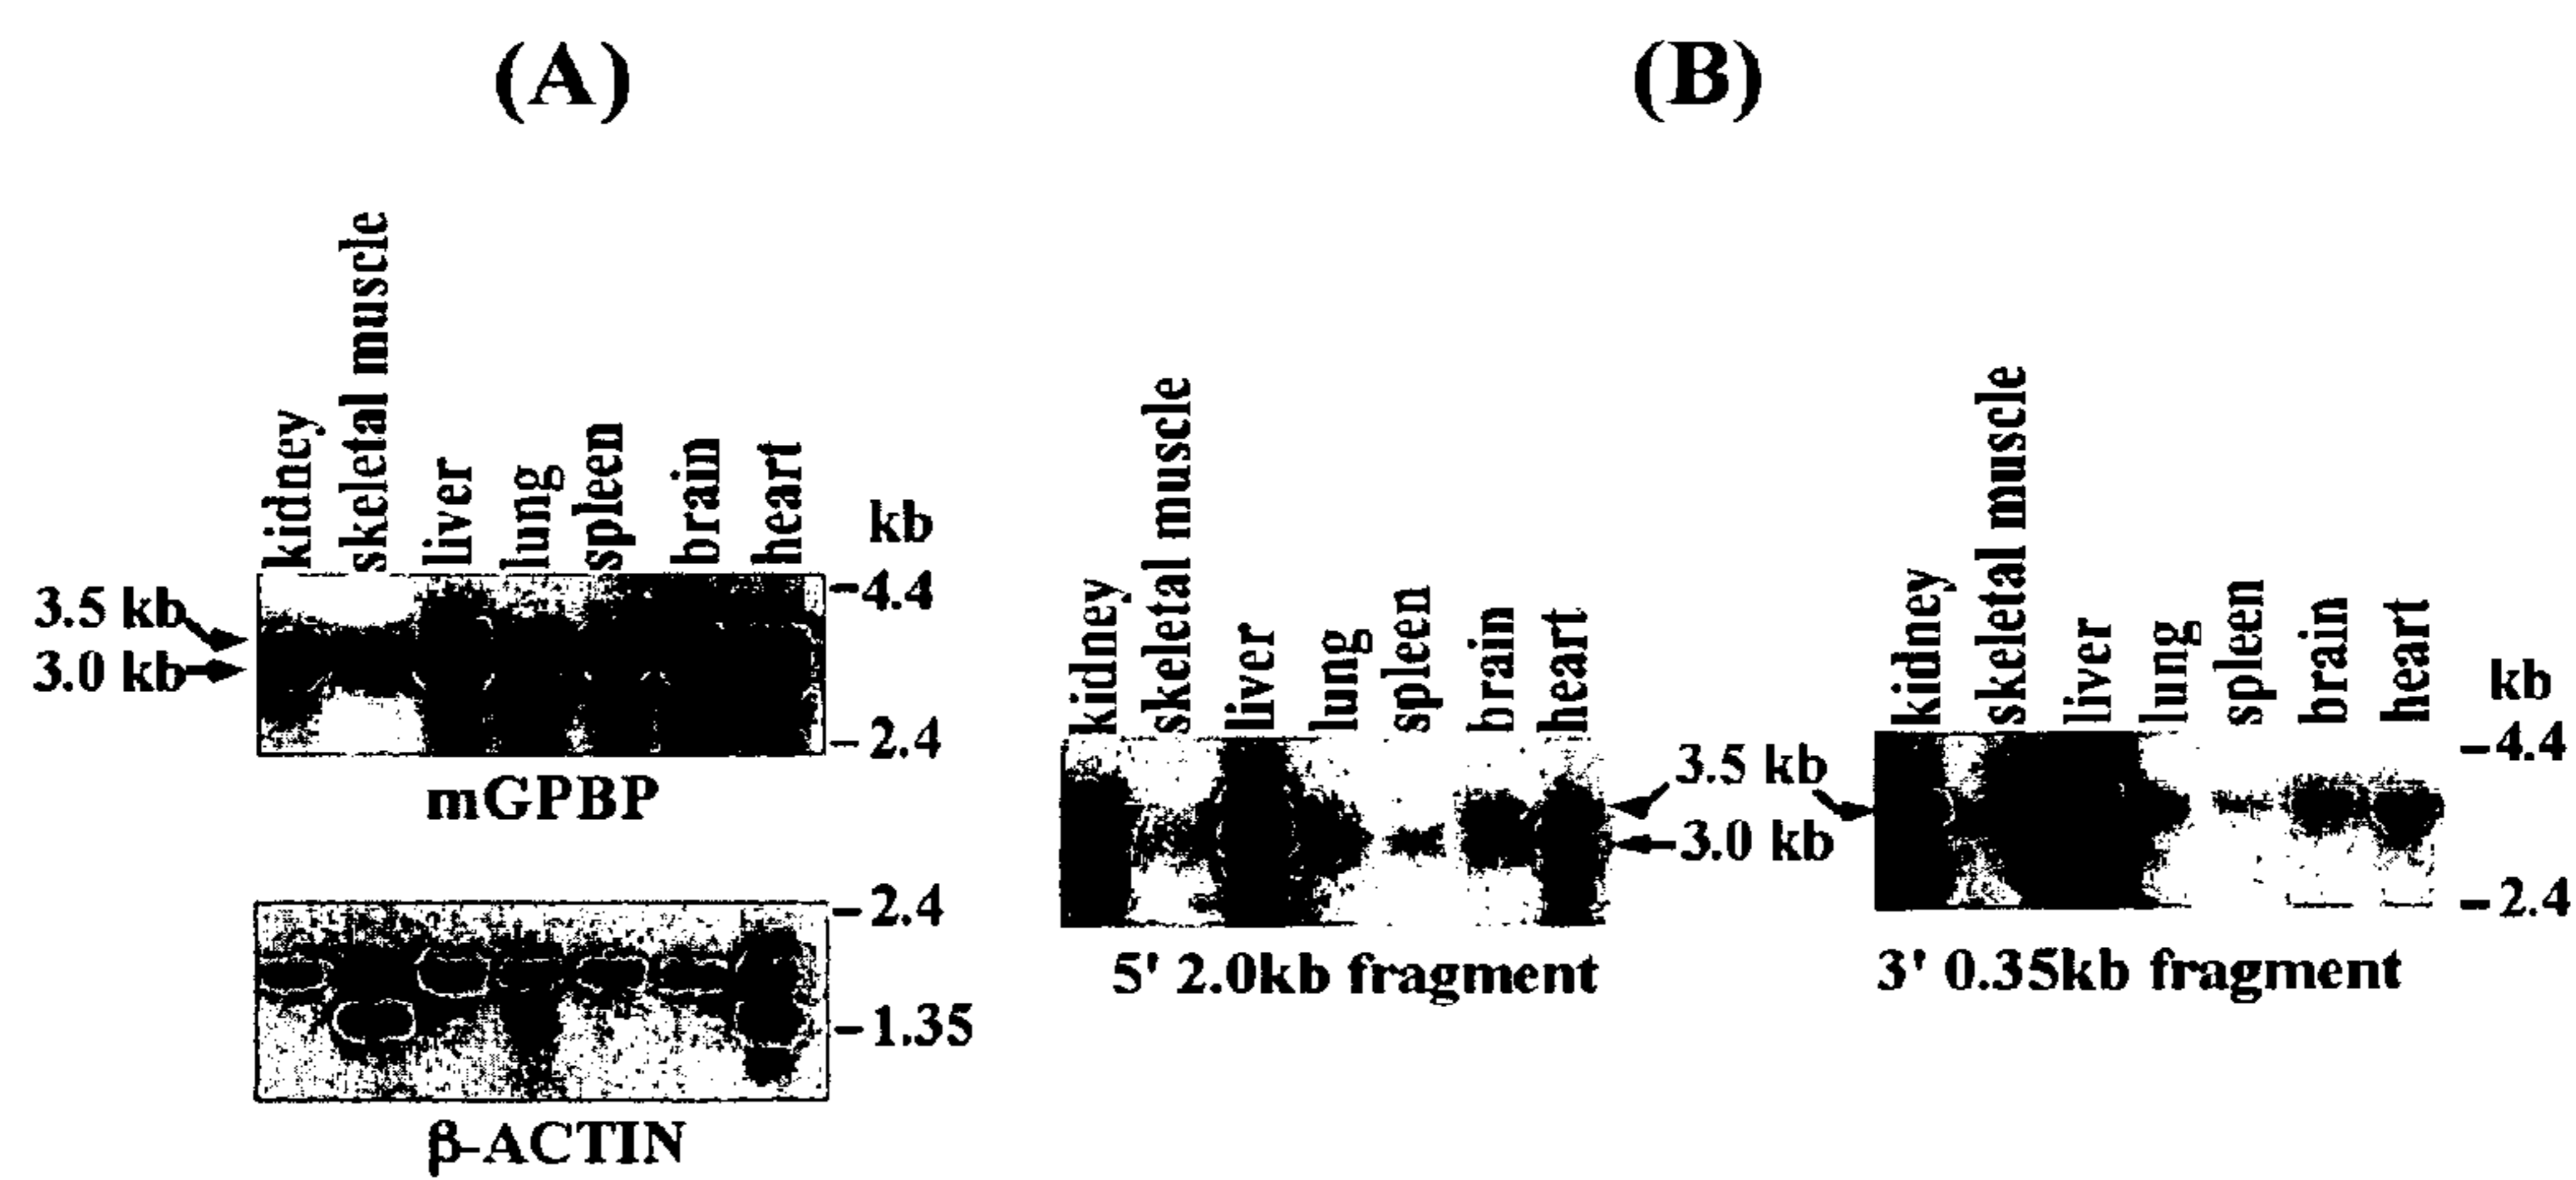 (A)
kidney
skeletal muscle
liver
lung
spleen
brain
heart
kb
3.5 kb
3.0 kb
-4.4
-2.4
mGPBP
-2.4
-1.35
β-ACTIN
(B)
kidney
skeletal muscle
liver
lung
spleen
brain
heart
3.5 kb
3.0 kb
5' 2.0kb fragment
kidney
skeletal muscle
liver
lung
spleen
brain
heart
kb
-4.4
-2.4
3' 0.35kb fragment